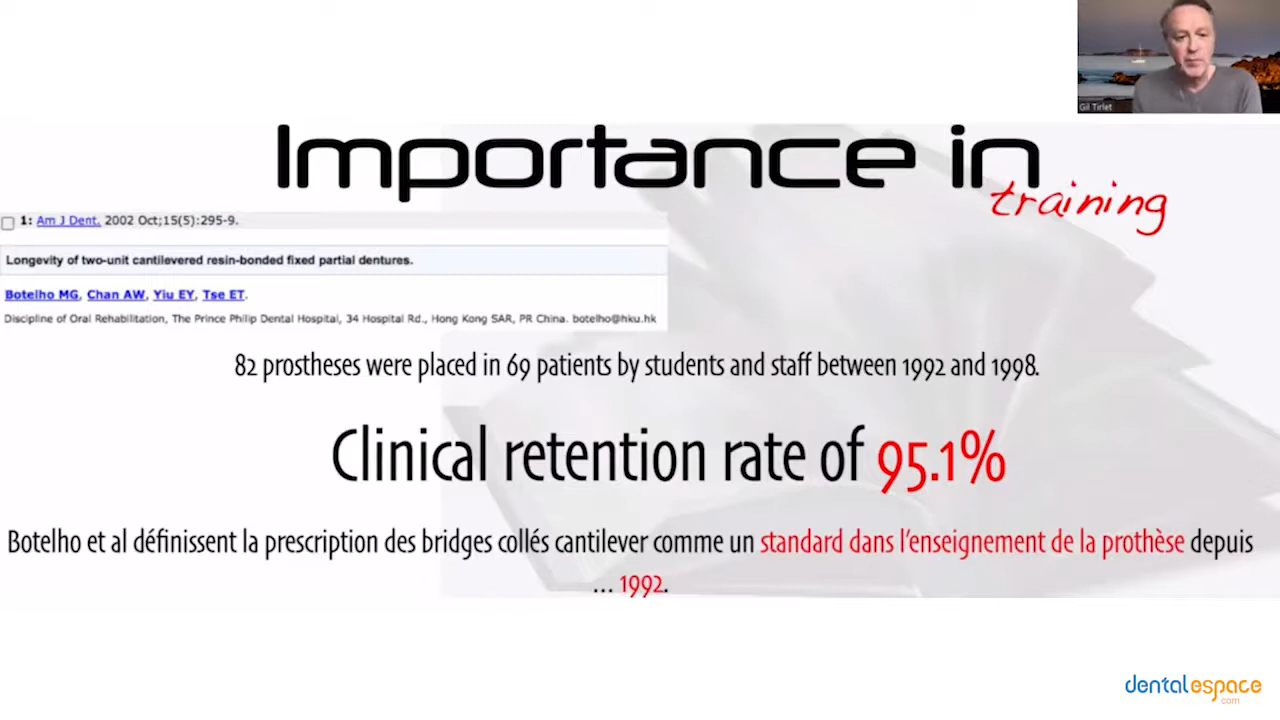 Gil Tirlet
Importance in
training
1: Am J Dent. 2002 Oct;15(5):295-9.
Longevity of two-unit cantilevered resin-bonded fixed partial dentures.
Botelho MG, Chan AW, Yiu EY, Tse ET.
Discipline of Oral Rehabilitation, The Prince Philip Dental Hospital, 34 Hospital Rd., Hong Kong SAR, PR China. botelho@hku.hk
82 prostheses were placed in 69 patients by students and staff between 1992 and 1998.
Clinical retention rate of 95.1%
Botelho et al définissent la prescription des bridges collés cantilever comme un standard dans l'enseignement de la prothèse depuis
... 1992.
dentalespace
.com